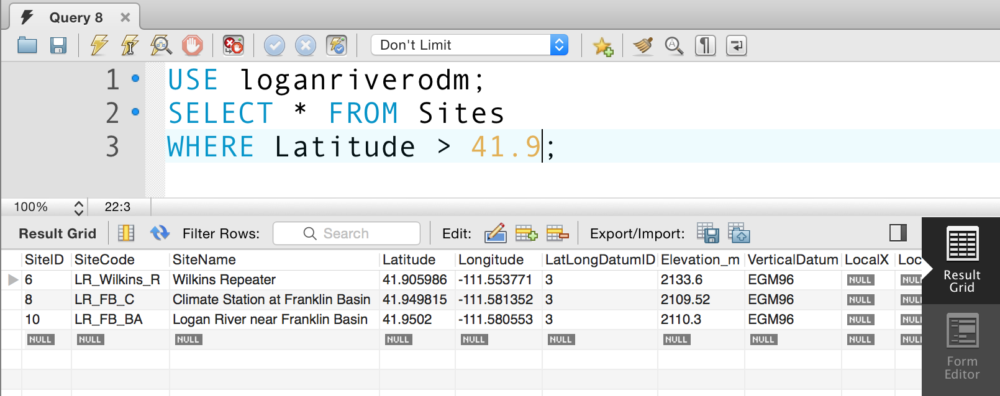 Query 8
Don't Limit
1 USE loganriverodm;
2 SELECT * FROM Sites
3 WHERE Latitude > 41.9;
100% 22:3
Result Grid Filter Rows: Search Edit: Export/Import:
SiteID SiteCode SiteName Latitude Longitude LatLongDatumID Elevation_m VerticalDatum LocalX Loc
6 LR_Wilkins_R Wilkins Repeater 41.905986 -111.553771 3 2133.6 EGM96 NULL NULL
8 LR_FB_C Climate Station at Franklin Basin 41.949815 -111.581352 3 2109.52 EGM96 NULL NULL
10 LR_FB_BA Logan River near Franklin Basin 41.9502 -111.580553 3 2110.3 EGM96 NULL NULL
NULL NULL NULL NULL NULL NULL NULL NULL NULL NULL
Result
Grid
Form
Editor